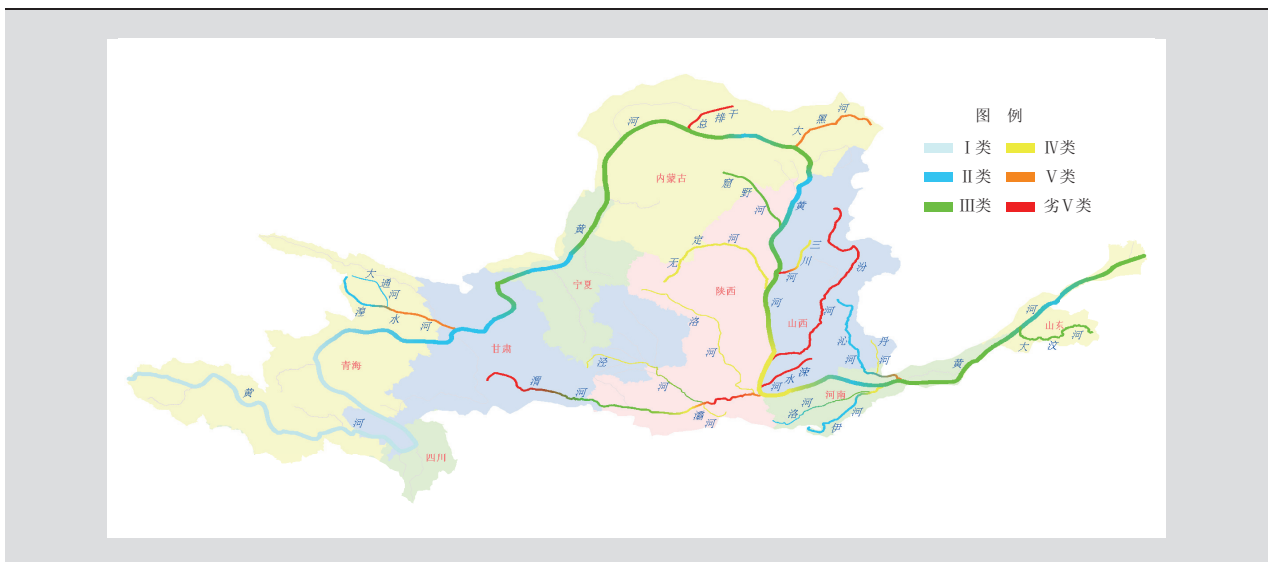 图 例
Ⅰ类
Ⅳ类
Ⅱ类
Ⅴ类
Ⅲ类
劣Ⅴ类
河
总排干
大黑河
内蒙古
窟野河
黄
无定河
三川河
汾
河
黄
宁夏
陕西
河
山西
大通河
湟水河
洛河
沁河
丹河
河
山东
大汶河
青海
甘肃
泾河
涑水河
黄
渭河
河南
黄
灞河
洛河
伊河
河
四川